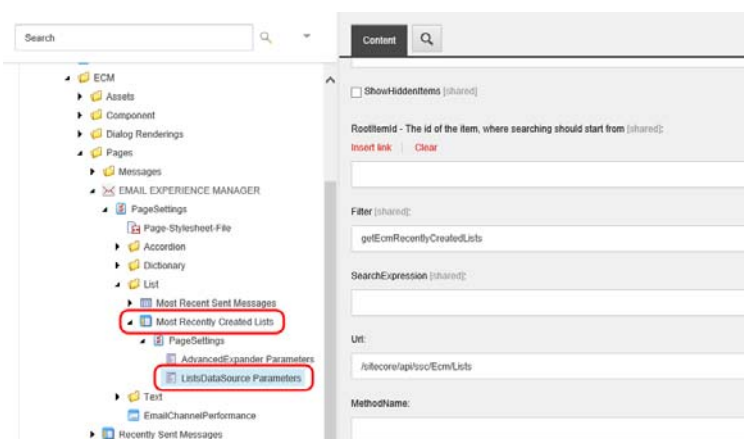 Search
ECM
Assets
Component
Dialog Renderings
Pages
Messages
EMAIL EXPERIENCE MANAGER
PageSettings
Page-Stylesheet-File
Accordion
Dictionary
List
Most Recent Sent Messages
Most Recently Created Lists
PageSettings
AdvancedExpander Parameters
ListsDataSource Parameters
Text
EmailChannelPerformance
Recently Sent Messages
Content
ShowHiddenItems [shared]
RootItemId - The id of the item, where searching should start from [shared]:
Insert link | Clear
Filter [shared]:
getEcmRecentlyCreatedLists
SearchExpression [shared]:
Url:
/sitecore/api/ssc/Ecm/Lists
MethodName: